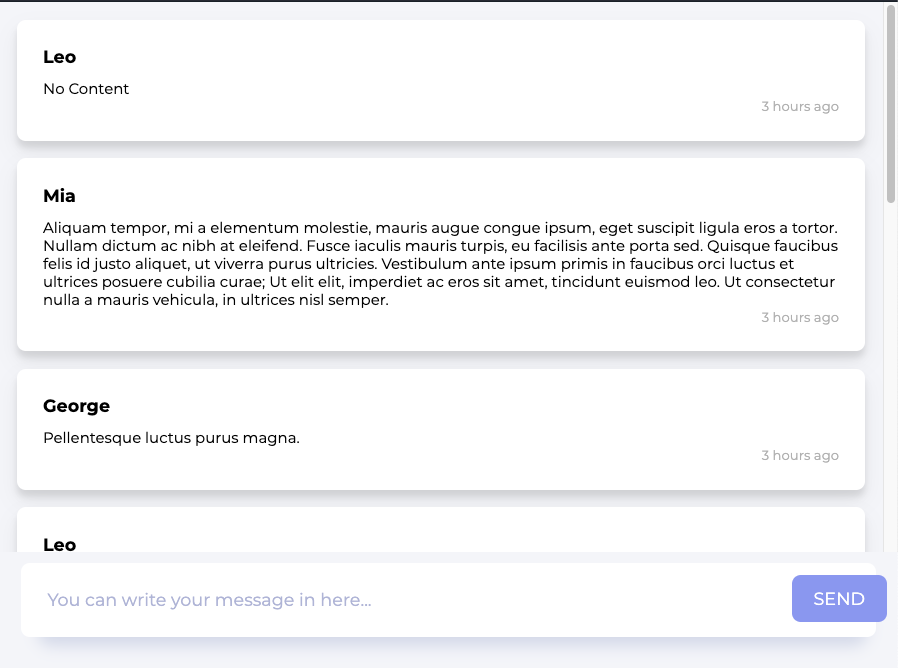 Leo
No Content
3 hours ago
Mia
Aliquam tempor, mi a elementum molestie, mauris augue congue ipsum, eget suscipit ligula eros a tortor.
Nullam dictum ac nibh at eleifend. Fusce iaculis mauris turpis, eu facilisis ante porta sed. Quisque faucibus
felis id justo aliquet, ut viverra purus ultricies. Vestibulum ante ipsum primis in faucibus orci luctus et
ultrices posuere cubilia curae; Ut elit elit, imperdiet ac eros sit amet, tincidunt euismod leo. Ut consectetur
nulla a mauris vehicula, in ultrices nisl semper.
3 hours ago
George
Pellentesque luctus purus magna.
3 hours ago
Leo
You can write your message in here...
SEND